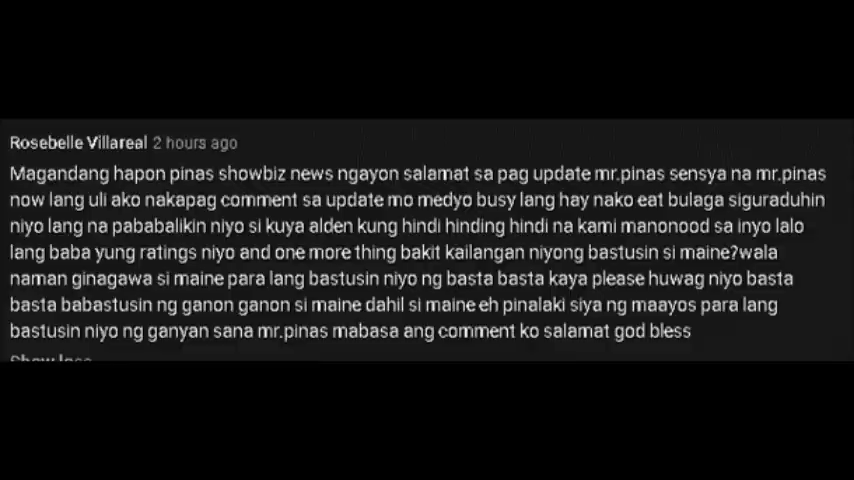 Rosebelle Villareal 2 hours ago
Magandang hapon pinas showbiz news ngayon salamat sa pag update mr.pinas sensya na mr.pinas
now lang uli ako nakapag comment sa update mo medyo busy lang hay nako eat bulaga siguraduhin
niyo lang na pababalikin niyo si kuya alden kung hindi hinding hindi na kami manonood sa inyo lalo
lang baba yung ratings niyo and one more thing bakit kailangan niyong bastusin si maine?wala
naman ginagawa si maine para lang bastusin niyo ng basta basta kaya please huwag niyo basta
basta babastusin ng ganon ganon si maine dahil si maine eh pinalaki siya ng maayos para lang
bastusin niyo ng ganyan sana mr.pinas mabasa ang comment ko salamat god bless
Show less